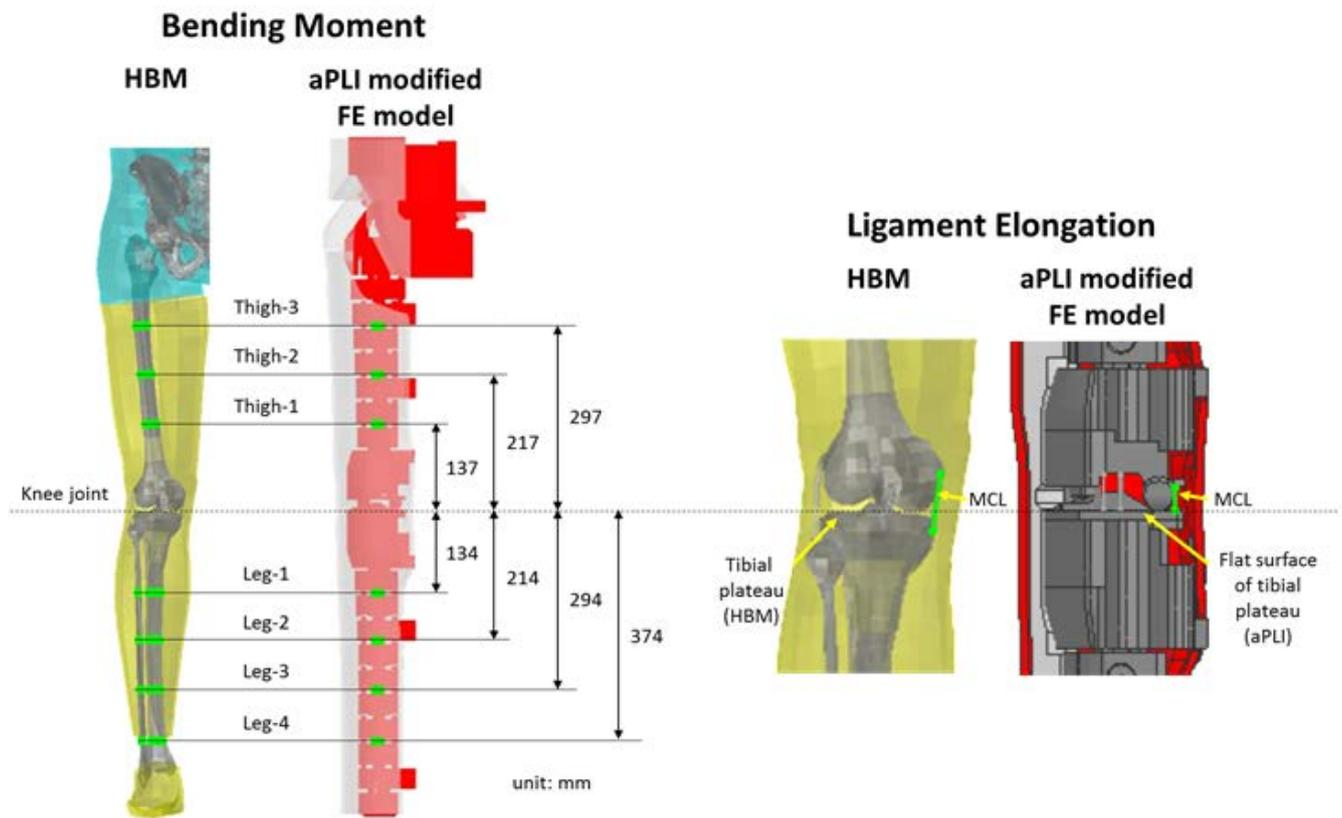 Bending Moment
HBM
aPLI modified
FE model
Thigh-3
Thigh-2
Thigh-1
Knee joint
Leg-1
Leg-2
Leg-3
Leg-4
137
217
297
134
214
294
374
unit: mm
Ligament Elongation
HBM
aPLI modified
FE model
MCL
Tibial
plateau
(HBM)
MCL
Flat surface
of tibial
plateau
(aPLI)